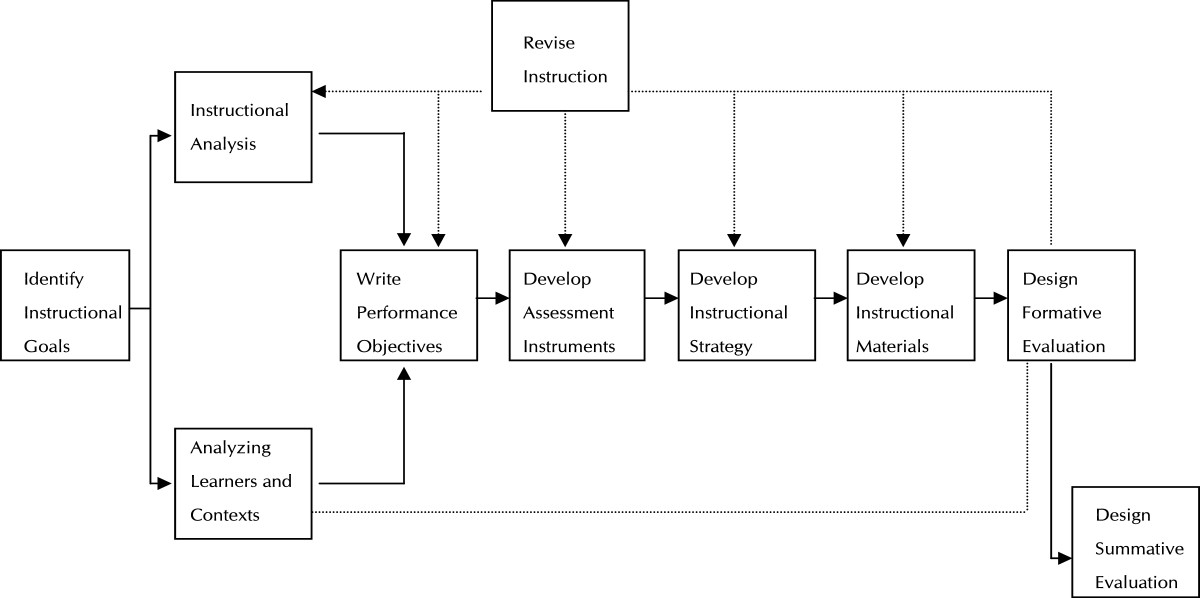 Revise
Instruction
Instructional
Analysis
Identify
Instructional
Goals
Write
Performance
Objectives
Develop
Assessment
Instruments
Develop
Instructional
Strategy
Develop
Instructional
Materials
Design
Formative
Evaluation
Analyzing
Learners and
Contexts
Design
Summative
Evaluation